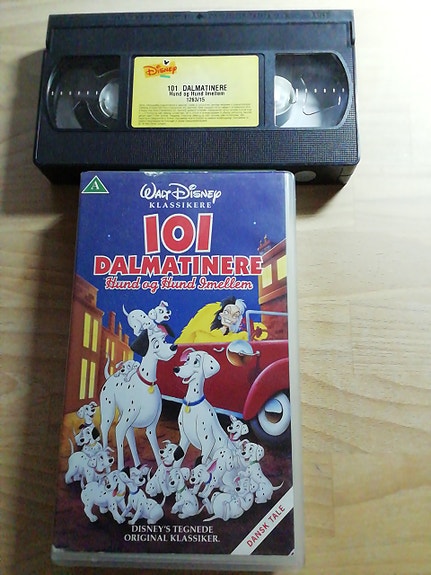 Disney
101 DALMATINERE
Hund og Hund Imellem
1263/15
A
WALT DISNEY
KLASSIKERE
101
DALMATINERE
Hund og Hund Imellem
DISNEY'S TEGNEDE
ORIGINAL KLASSIKER.
DANSK TALE